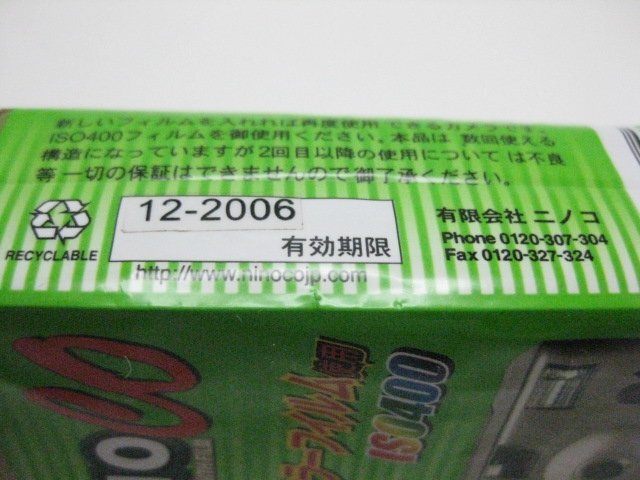 新しいフィルムを入れれば再度使用できるカメラです。
ISO400フィルムを御使用ください。本品は 数回使える
構造になっていますが2回目以降の使用については不良
等一切の保証はできませんので御了承ください。
12-2006
有効期限
RECYCLABLE
http://www.ninocojp.com
有限会社 ニノコ
Phone 0120-307-304
Fax 0120-327-324
ISO400